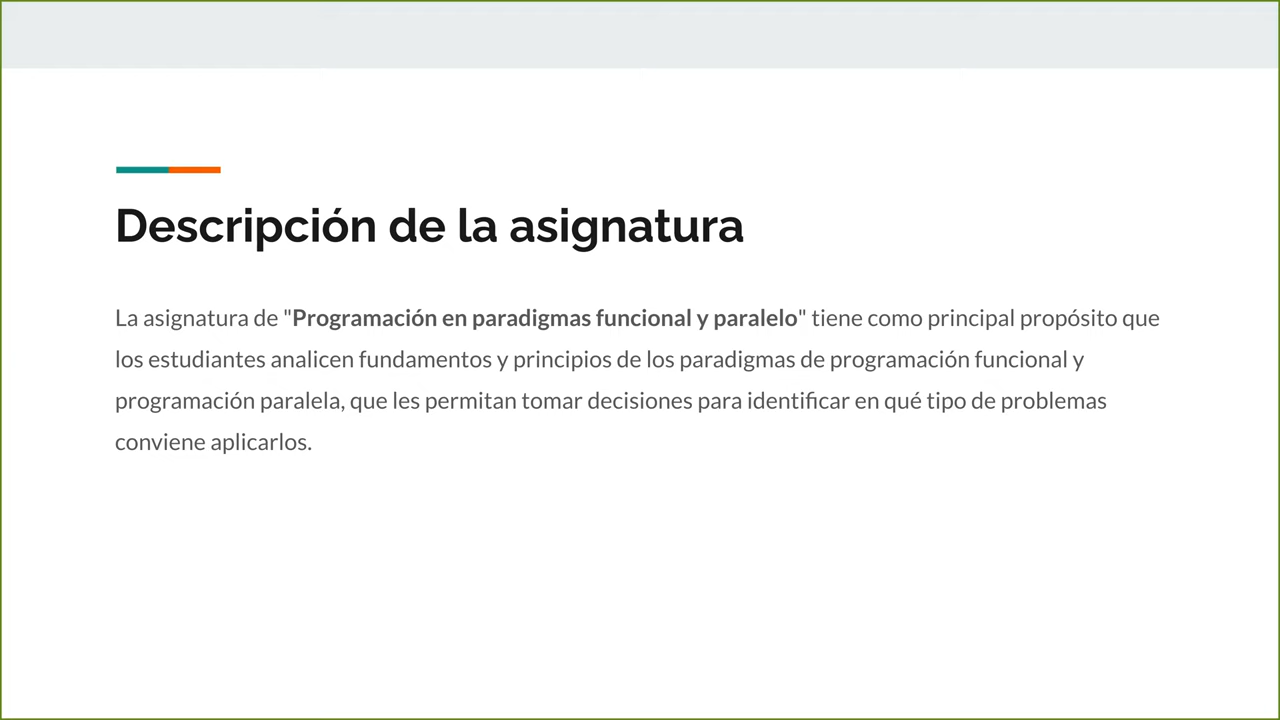 Descripción de la asignatura
La asignatura de "Programación en paradigmas funcional y paralelo" tiene como principal propósito que
los estudiantes analicen fundamentos y principios de los paradigmas de programación funcional y
programación paralela, que les permitan tomar decisiones para identificar en qué tipo de problemas
conviene aplicarlos.